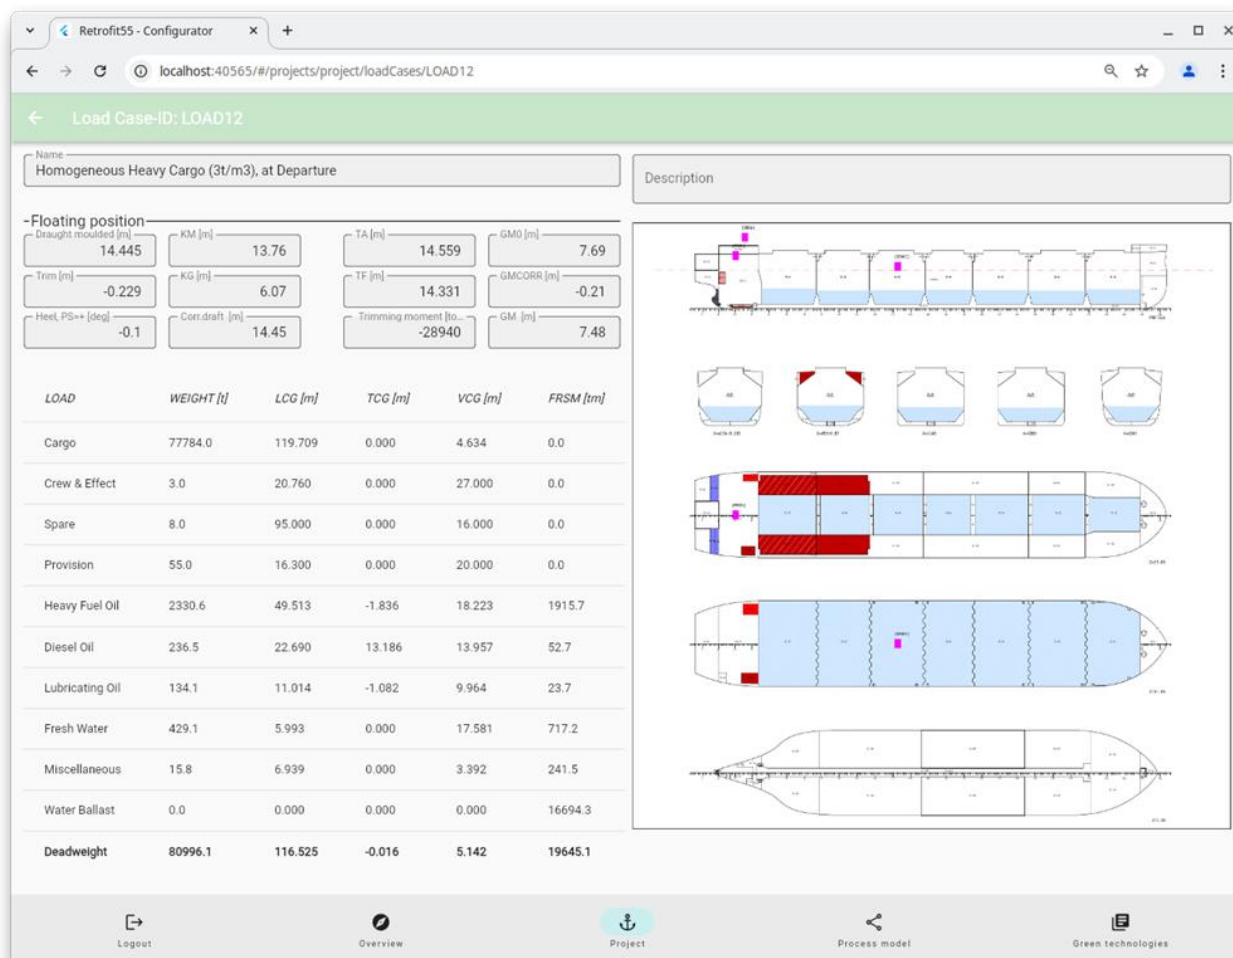 Retrofit55 - Configurator
localhost:40565/#/projects/project/loadCases/LOAD12
Load Case-ID: LOAD12
Name
Homogeneous Heavy Cargo (3t/m3), at Departure
Description
Floating position
Draught moulded [m] KM [m] TA [m] GM0 [m]
14.445 13.76 14.559 7.69
Trim [m] KG [m] TF [m] GMCORR [m]
-0.229 6.07 14.331 -0.21
Heel, PS=+ [deg] Corr.draft [m] Trimming moment [to... GM [m]
-0.1 14.45 -28940 7.48
LOAD WEIGHT [t] LCG [m] TCG [m] VCG [m] FRSM [tm]
Cargo 77784.0 119.709 0.000 4.634 0.0
Crew & Effect 3.0 20.760 0.000 27.000 0.0
Spare 8.0 95.000 0.000 16.000 0.0
Provision 55.0 16.300 0.000 20.000 0.0
Heavy Fuel Oil 2330.6 49.513 -1.836 18.223 1915.7
Diesel Oil 236.5 22.690 13.186 13.957 52.7
Lubricating Oil 134.1 11.014 -1.082 9.964 23.7
Fresh Water 429.1 5.993 0.000 17.581 717.2
Miscellaneous 15.8 6.939 0.000 3.392 241.5
Water Ballast 0.0 0.000 0.000 0.000 16694.3
Deadweight 80996.1 116.525 -0.016 5.142 19645.1
Logout Overview Project Process model Green technologies